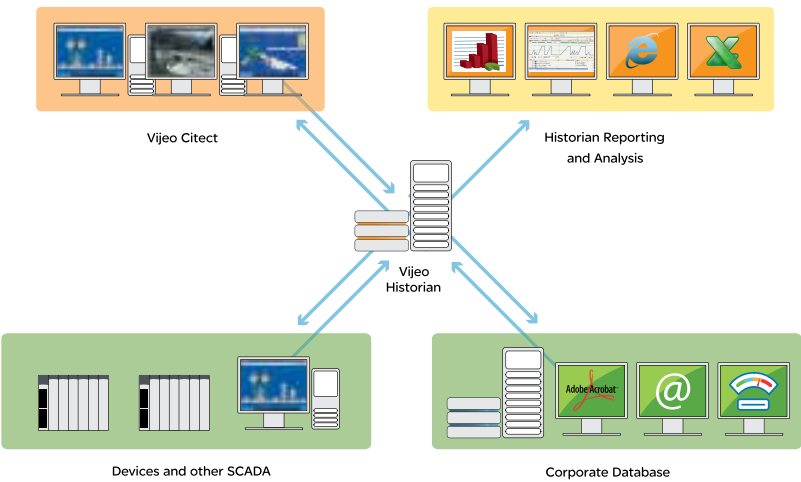 Vijeo Citect
Historian Reporting
and Analysis
Vijeo
Historian
Adobe Acrobat
@
Devices and other SCADA
Corporate Database